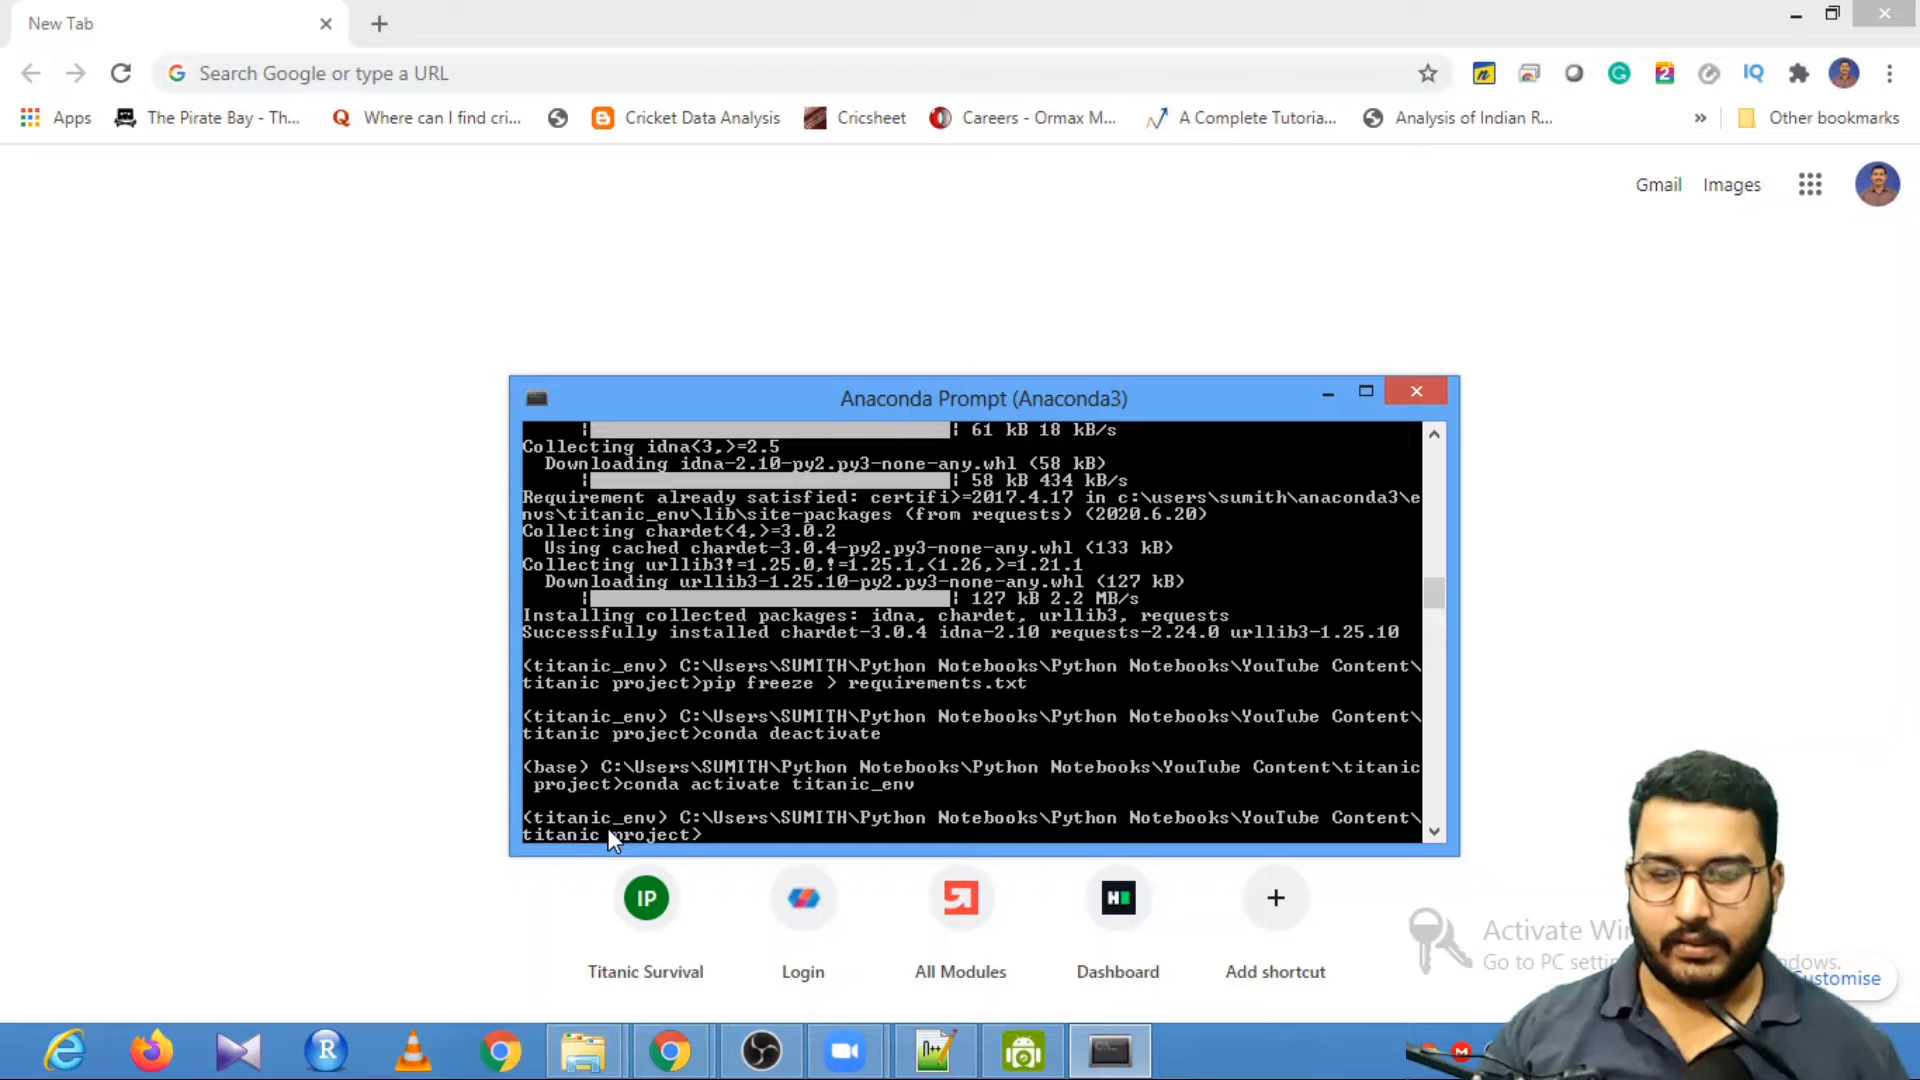 New Tab
Search Google or type a URL
Apps
The Pirate Bay - Th...
Where can I find cri...
Cricket Data Analysis
Cricsheet
Careers - Ormax M...
A Complete Tutoria...
Analysis of Indian R...
Other bookmarks
Gmail
Images
Anaconda Prompt (Anaconda3)
61 kB 18 kB/s
Collecting idna<3,>=2.5
Downloading idna-2.10-py2.py3-none-any.whl (58 kB)
58 kB 434 kB/s
Requirement already satisfied: certifi>=2017.4.17 in c:\users\sumith\anaconda3\e
nvs\titanic_env\lib\site-packages (from requests) (2020.6.20)
Collecting chardet<4,>=3.0.2
Using cached chardet-3.0.4-py2.py3-none-any.whl (133 kB)
Collecting urllib3!=1.25.0,!=1.25.1,<1.26,>=1.21.1
Downloading urllib3-1.25.10-py2.py3-none-any.whl (127 kB)
127 kB 2.2 MB/s
Installing collected packages: idna, chardet, urllib3, requests
Successfully installed chardet-3.0.4 idna-2.10 requests-2.24.0 urllib3-1.25.10
(titanic_env) C:\Users\SUMITH\Python Notebooks\Python Notebooks\YouTube Content\
titanic project>pip freeze > requirements.txt
(titanic_env) C:\Users\SUMITH\Python Notebooks\Python Notebooks\YouTube Content\
titanic project>conda deactivate
(base) C:\Users\SUMITH\Python Notebooks\Python Notebooks\YouTube Content\titanic
project>conda activate titanic_env
(titanic_env) C:\Users\SUMITH\Python Notebooks\Python Notebooks\YouTube Content\
titanic project>
IP
Titanic Survival
Login
All Modules
Dashboard
Add shortcut
Activate
Go to PC